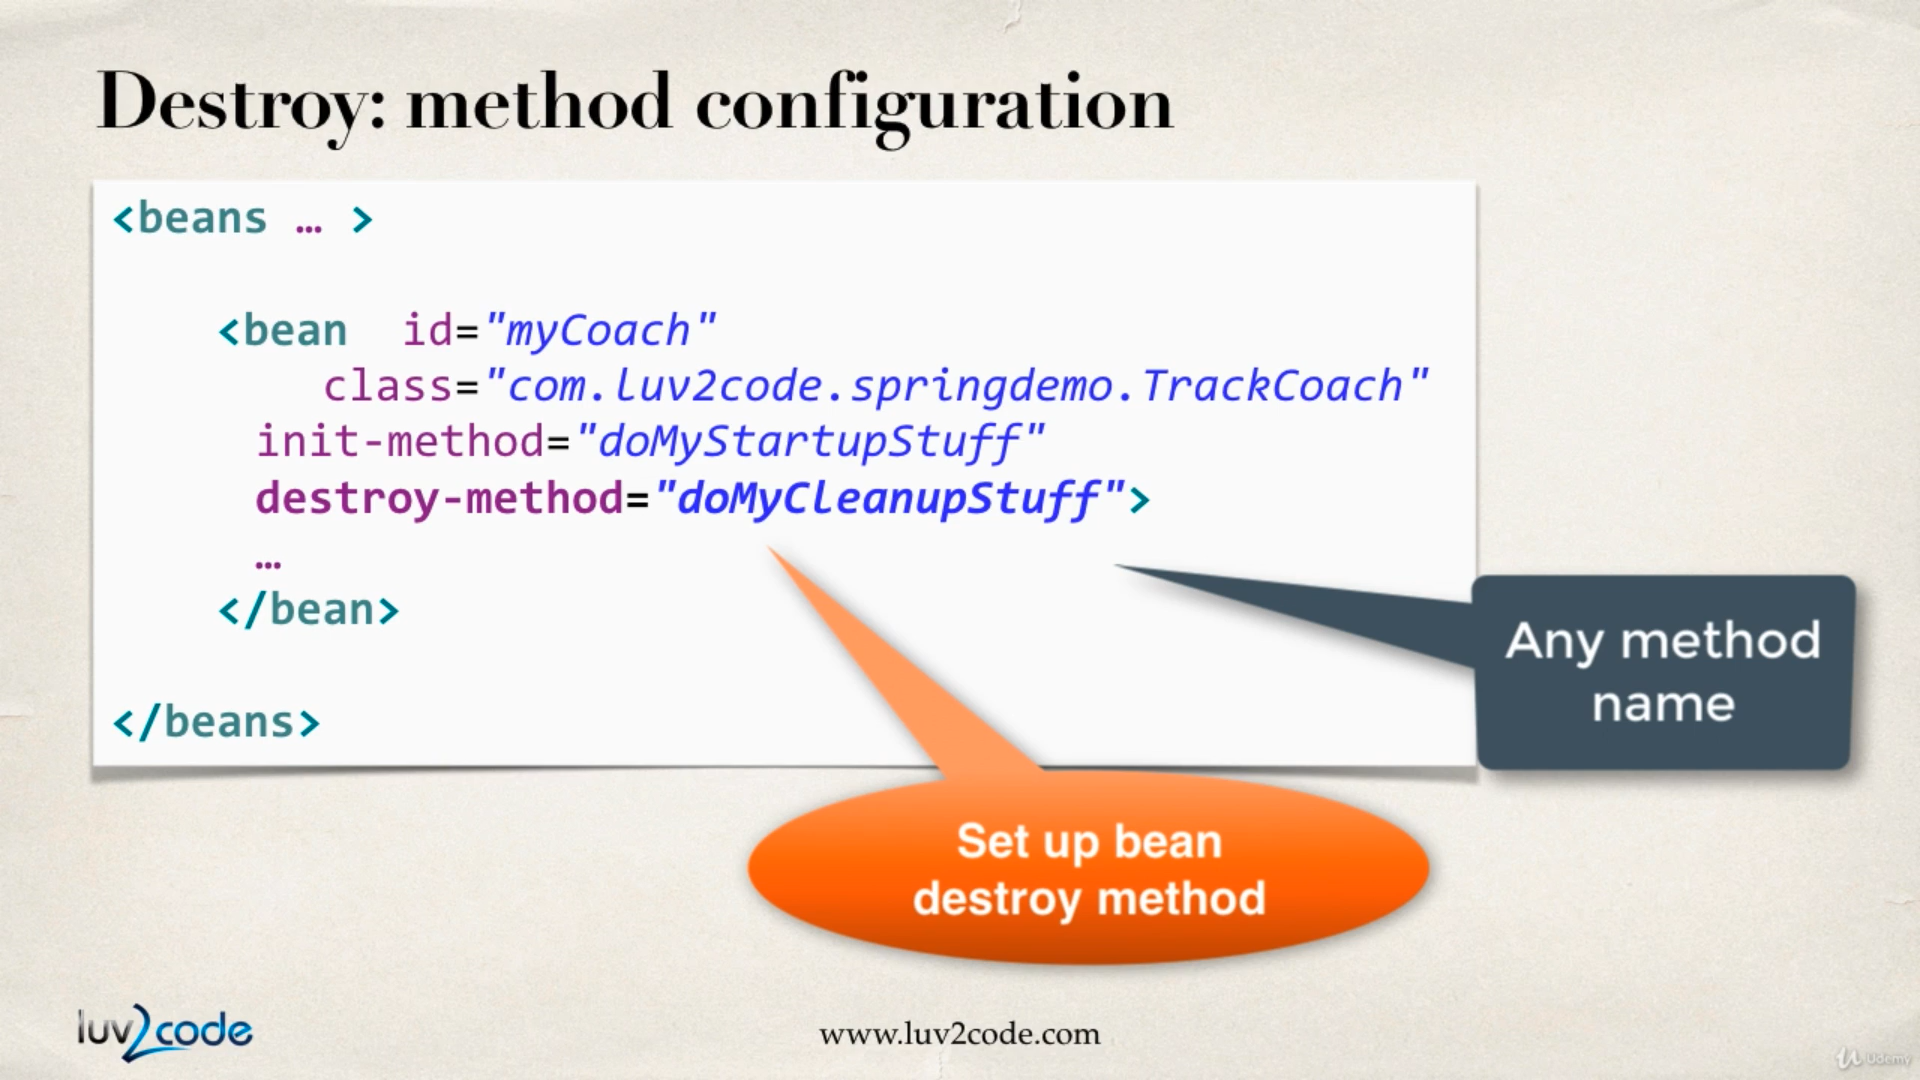 Destroy: method configuration
<beans … >
<bean id="myCoach"
class="com.luv2code.springdemo.TrackCoach"
init-method="doMyStartupStuff"
destroy-method="doMyCleanupStuff">
…
</bean>
</beans>
Any method
name
Set up bean
destroy method
luv2code
www.luv2code.com
Udemy